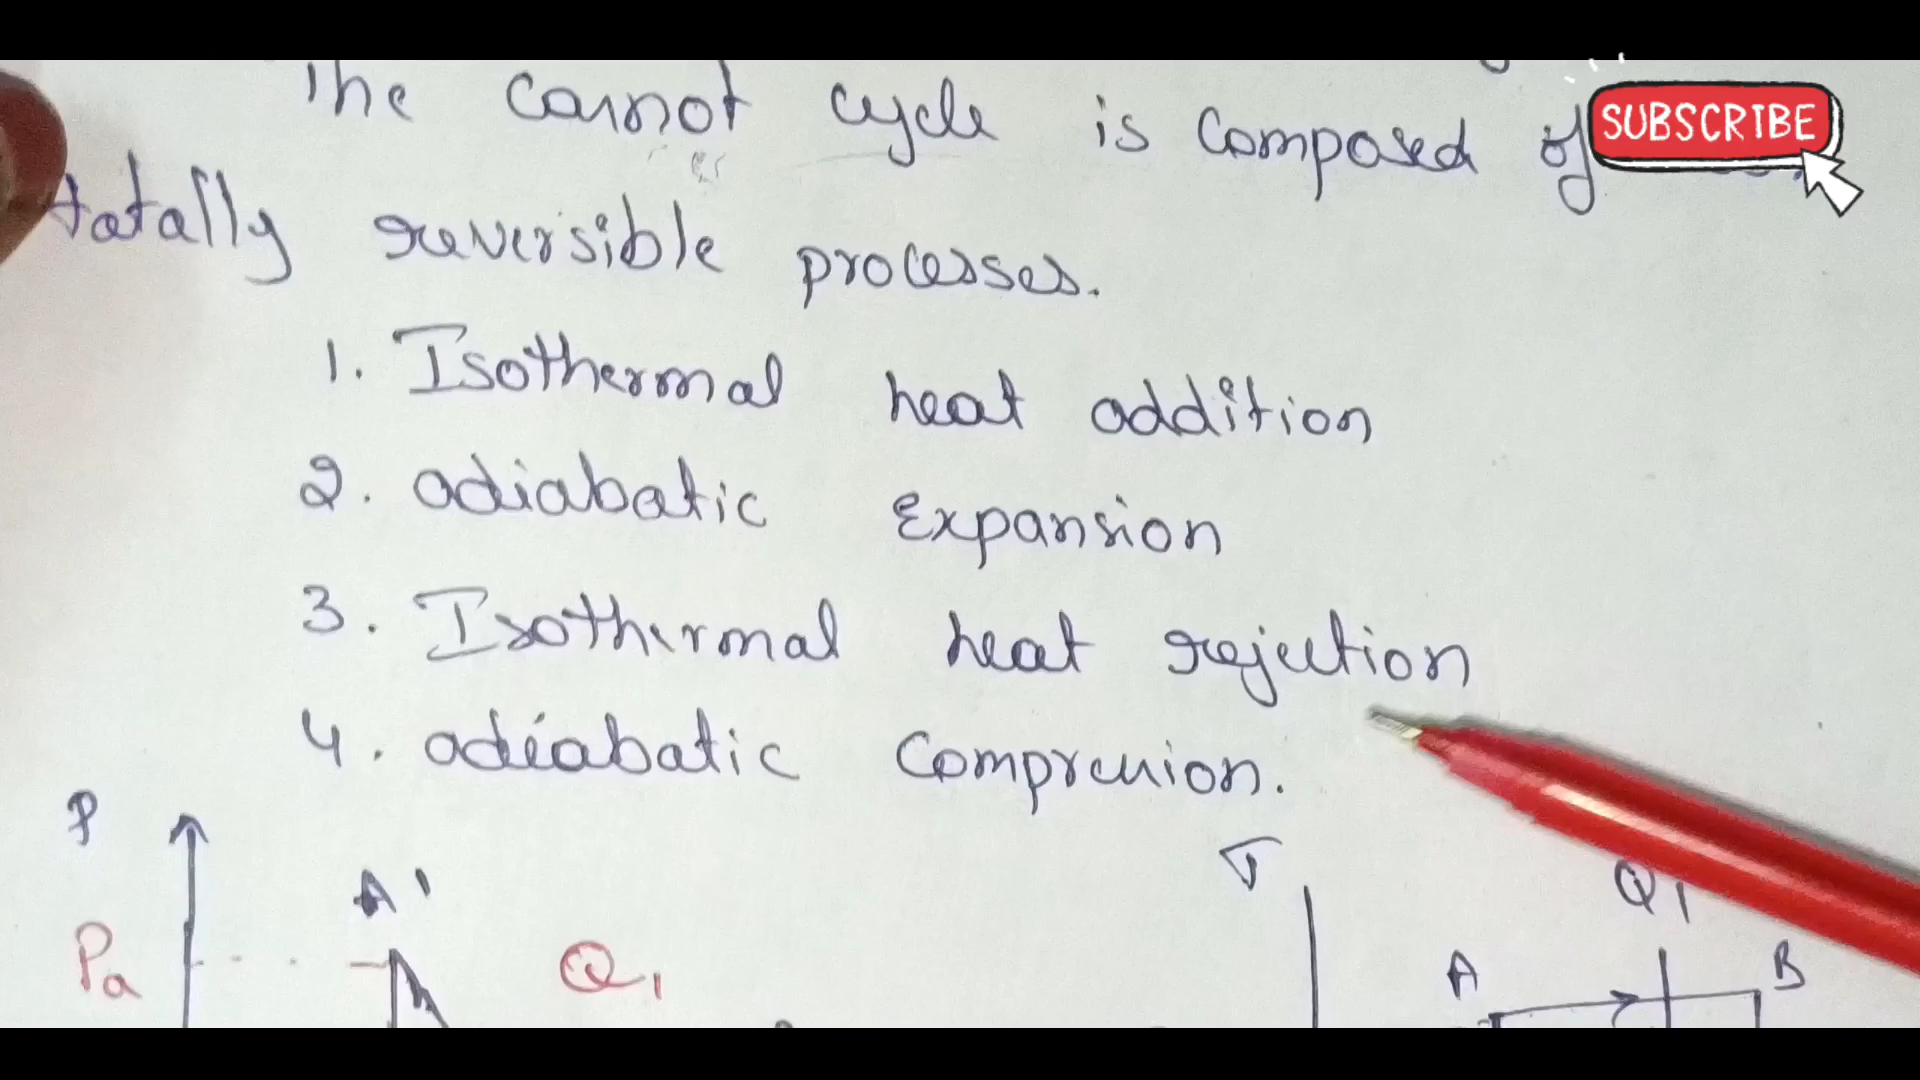 The carnot cycle is composed of
SUBSCRIBE
totally reversible processes.
1. Isothermal heat addition
2. adiabatic Expansion
3. Isothermal heat rejection
4. adiabatic Compression.
P
T
A'
Q1
Pa
Q1
A
B